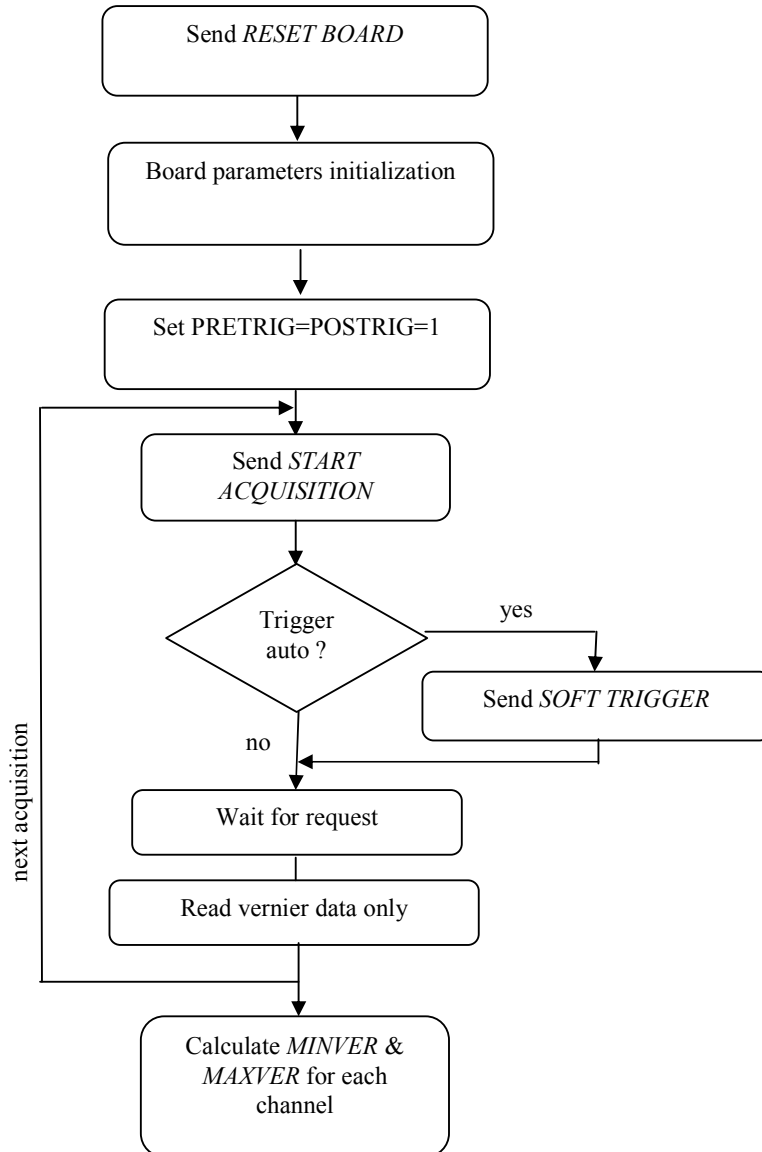 Send RESET BOARD
Board parameters initialization
Set PRETRIG=POSTRIG=1
Send START
ACQUISITION
Trigger
auto ?
yes
Send SOFT TRIGGER
no
Wait for request
Read vernier data only
next acquisition
Calculate MINVER &
MAXVER for each
channel